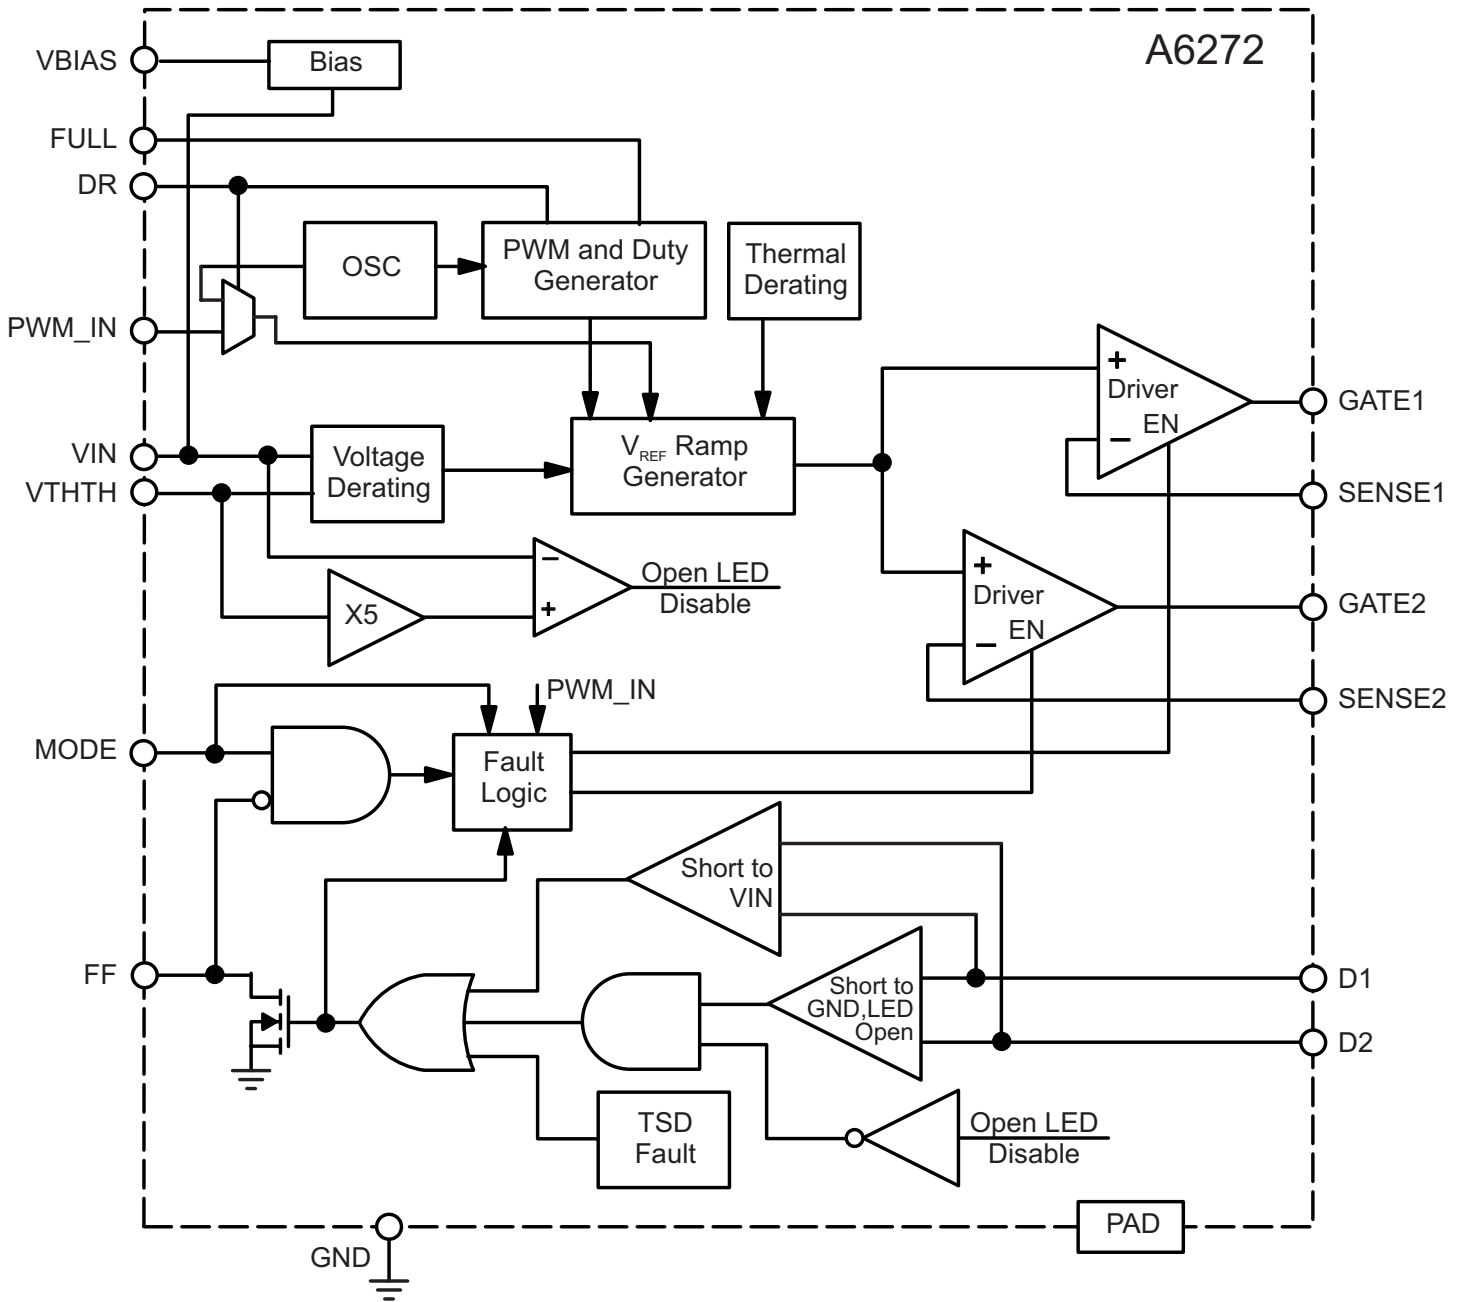 A6272
VBIAS
Bias
FULL
DR
OSC
PWM and Duty
Generator
Thermal
Derating
PWM_IN
VIN
VTHTH
Voltage
Derating
VREF Ramp
Generator
+
Driver
EN
−
GATE1
SENSE1
+
Driver
EN
−
GATE2
SENSE2
X5
−
+
Open LED
Disable
PWM_IN
MODE
Fault
Logic
Short to
VIN
FF
Short to
GND,LED
Open
D1
D2
TSD
Fault
Open LED
Disable
PAD
GND